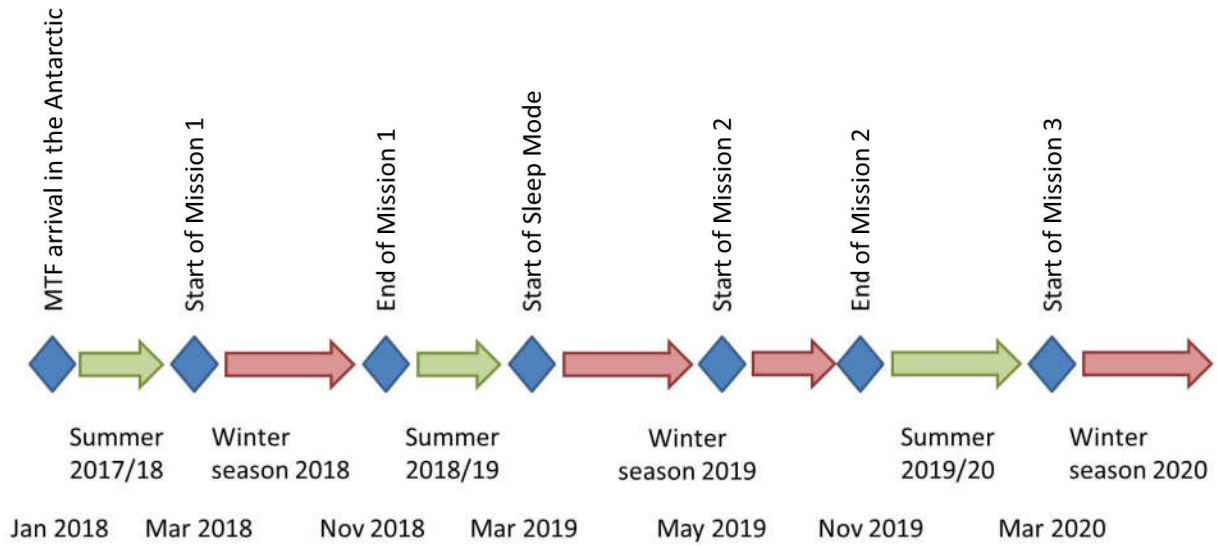 MTF arrival in the Antarctic
Start of Mission 1
End of Mission 1
Start of Sleep Mode
Start of Mission 2
End of Mission 2
Start of Mission 3
Summer
2017/18
Winter
season 2018
Summer
2018/19
Winter
season 2019
Summer
2019/20
Winter
season 2020
Jan 2018
Mar 2018
Nov 2018
Mar 2019
May 2019
Nov 2019
Mar 2020